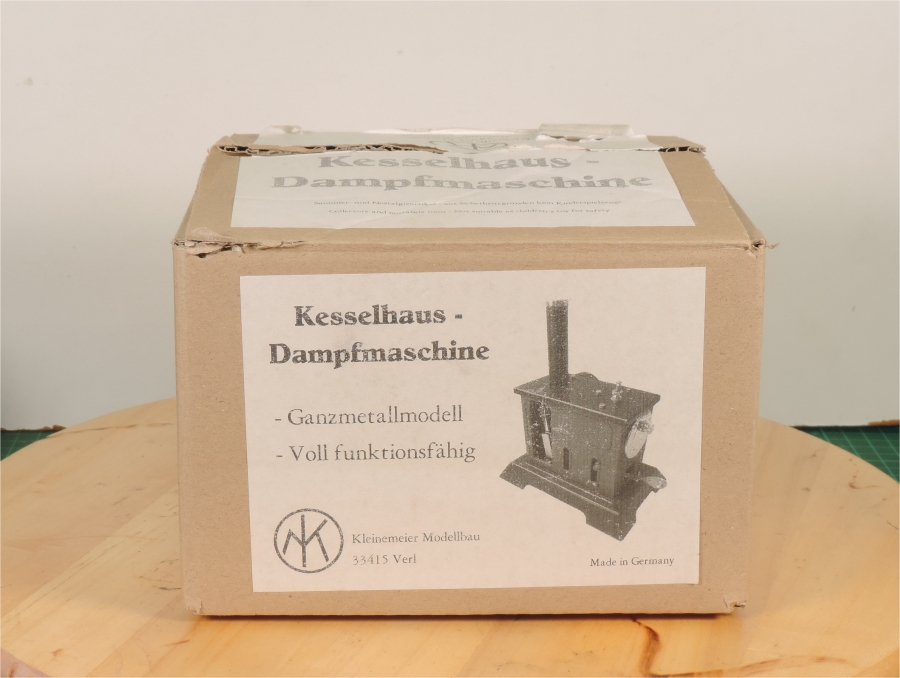 Kesselhaus -
Dampfmaschine
Kesselhaus -
Dampfmaschine
- Ganzmetallmodell
- Voll funktionsfähig
Kleinemeier Modellbau
33415 Verl
Made in Germany